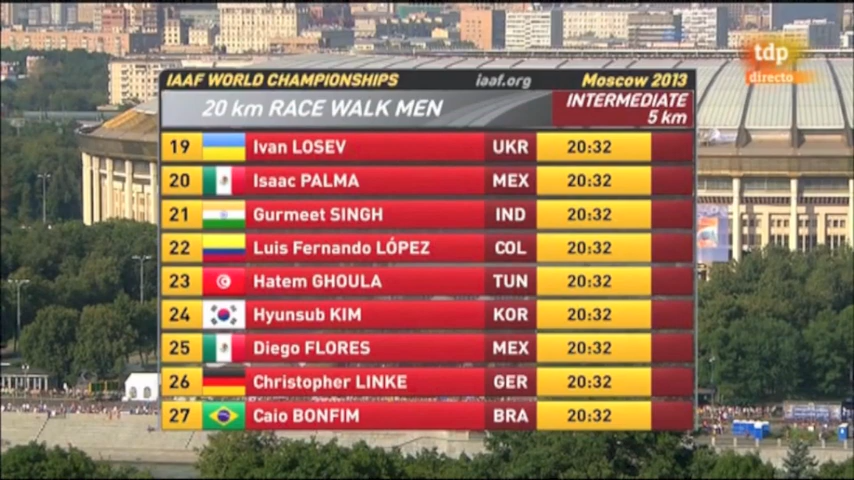 tdp
directo
IAAF WORLD CHAMPIONSHIPS iaaf.org Moscow 2013
20 km RACE WALK MEN INTERMEDIATE
5 km
19 Ivan LOSEV UKR 20:32
20 Isaac PALMA MEX 20:32
21 Gurmeet SINGH IND 20:32
22 Luis Fernando LÓPEZ COL 20:32
23 Hatem GHOULA TUN 20:32
24 Hyunsub KIM KOR 20:32
25 Diego FLORES MEX 20:32
26 Christopher LINKE GER 20:32
27 Caio BONFIM BRA 20:32